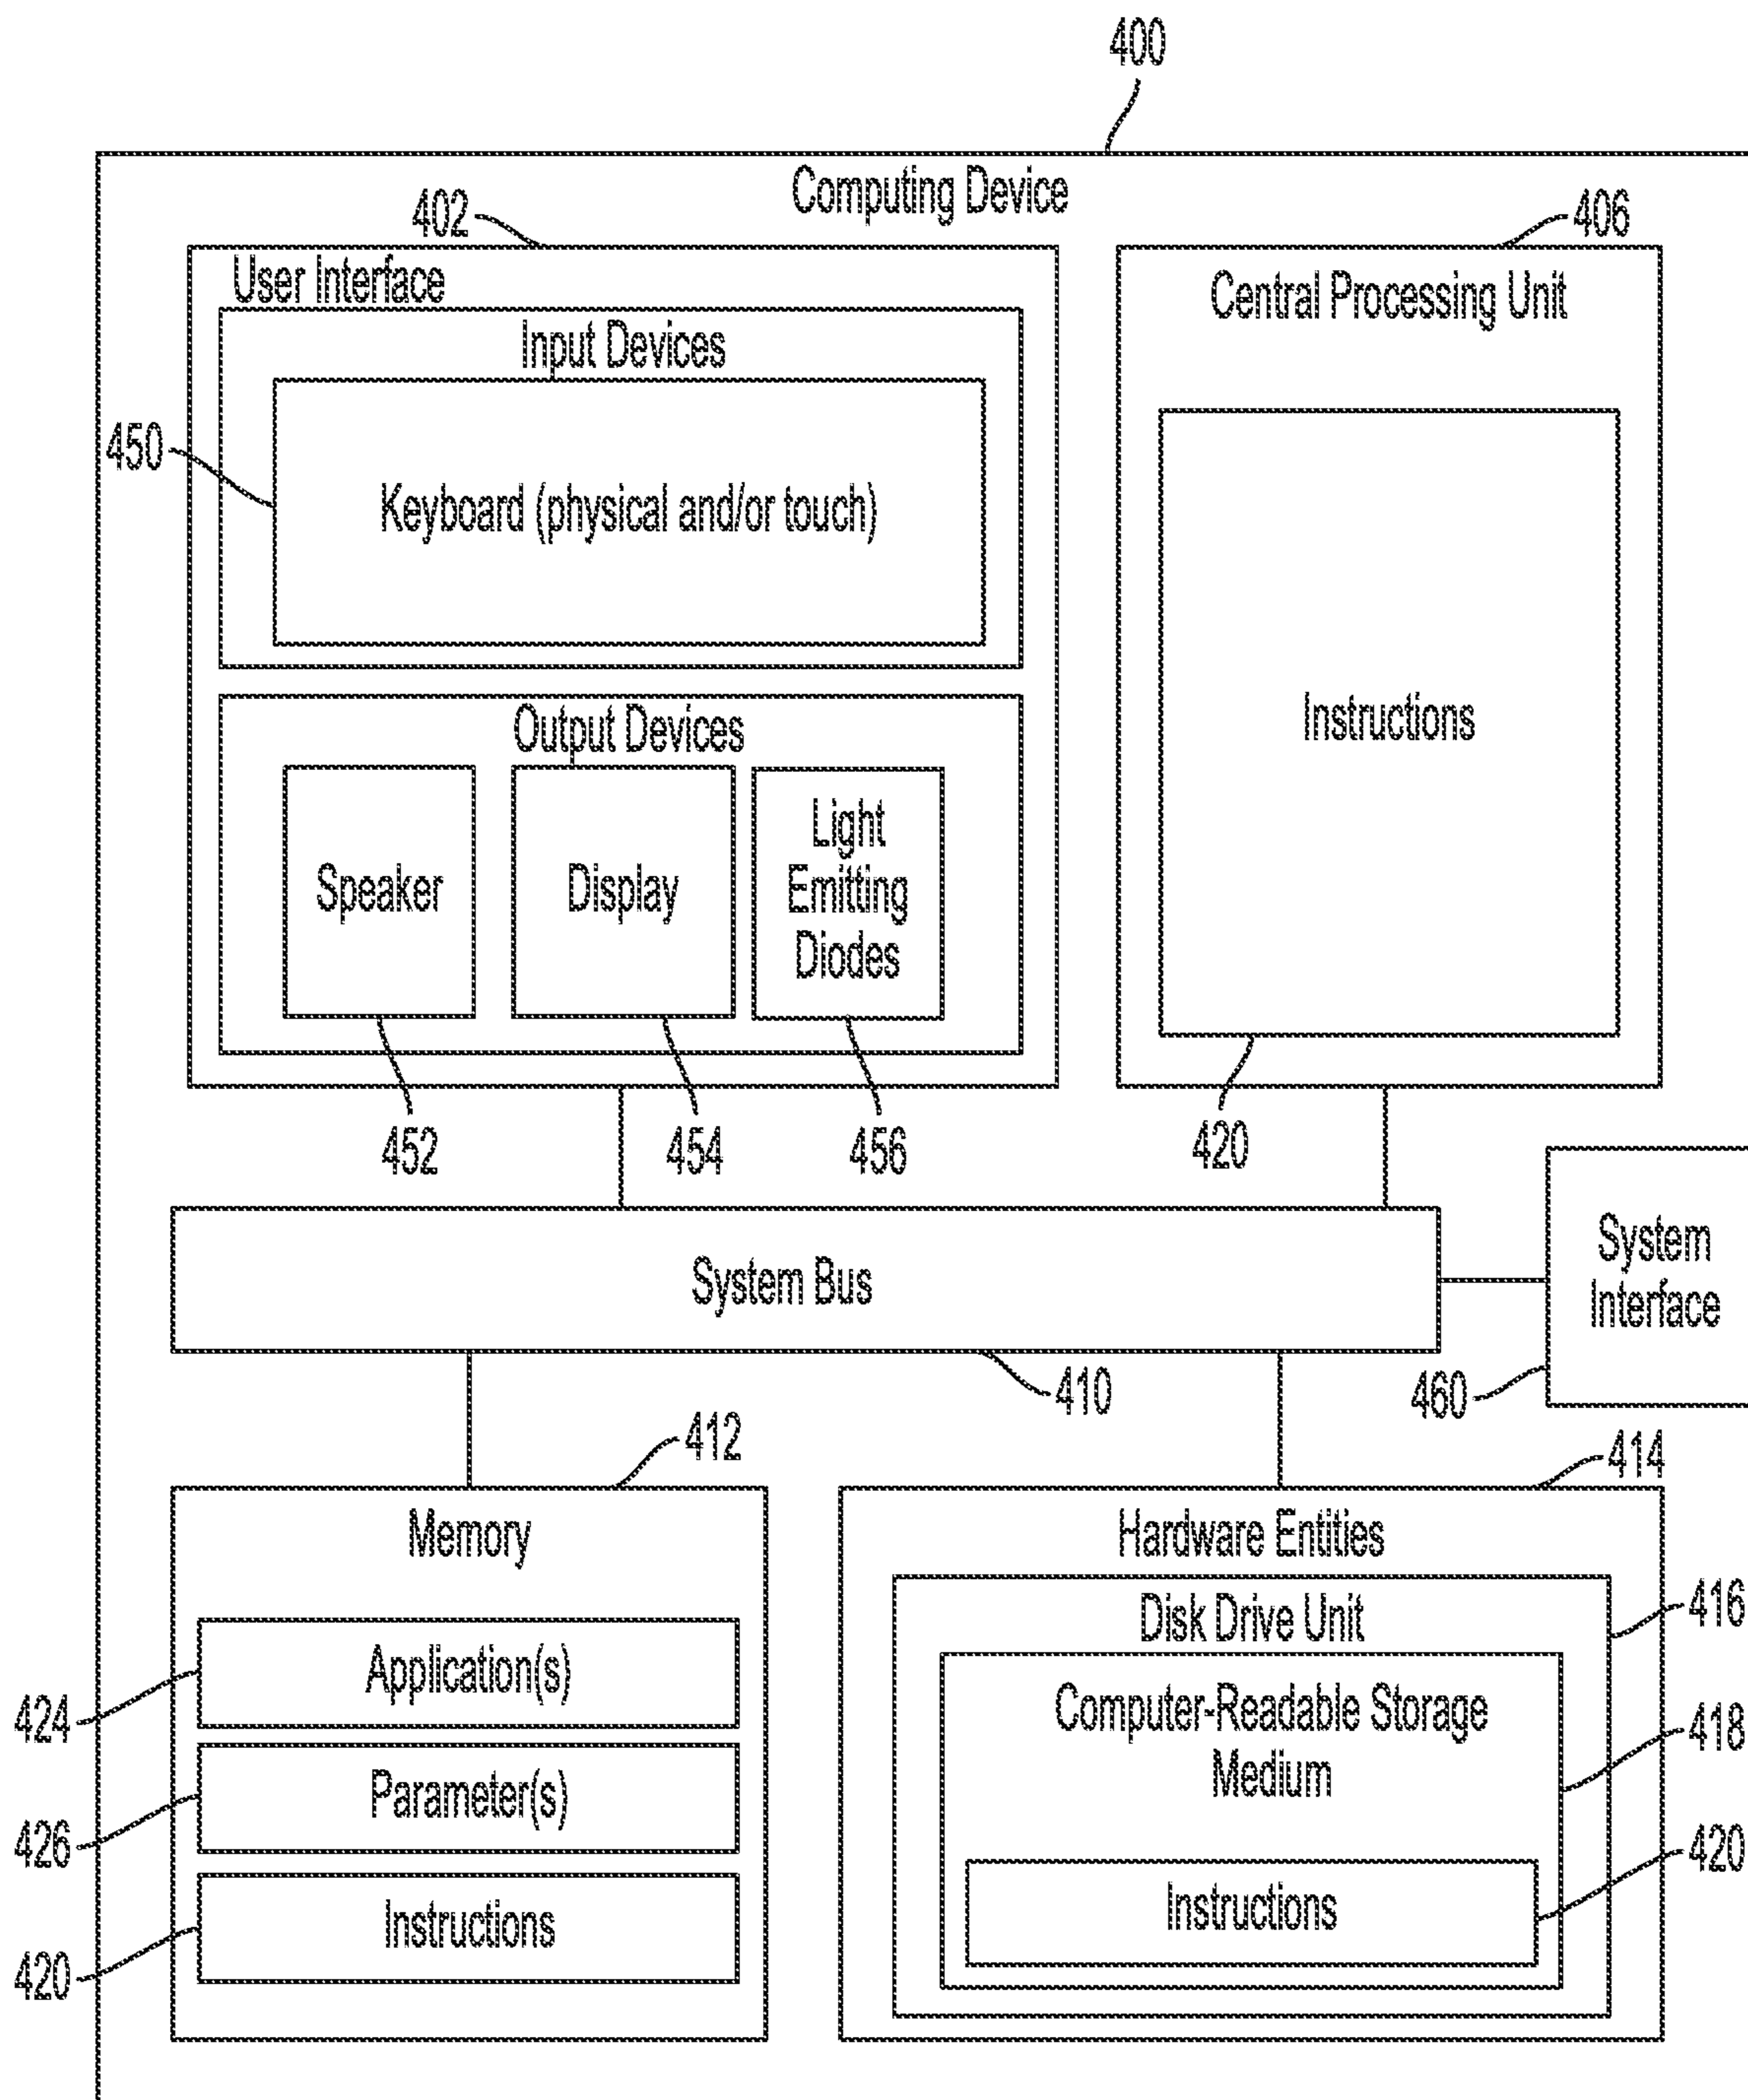 400
Computing Device
402
406
User Interface
Central Processing Unit
Input Devices
450
Keyboard (physical and/or touch)
Instructions
Output Devices
Speaker
Display
Light
Emitting
Diodes
452
454
456
420
System Bus
System
Interface
410
460
412
414
Memory
Hardware Entities
416
Disk Drive Unit
Application(s)
424
Computer-Readable Storage
Medium
418
Parameter(s)
426
420
Instructions
Instructions
420